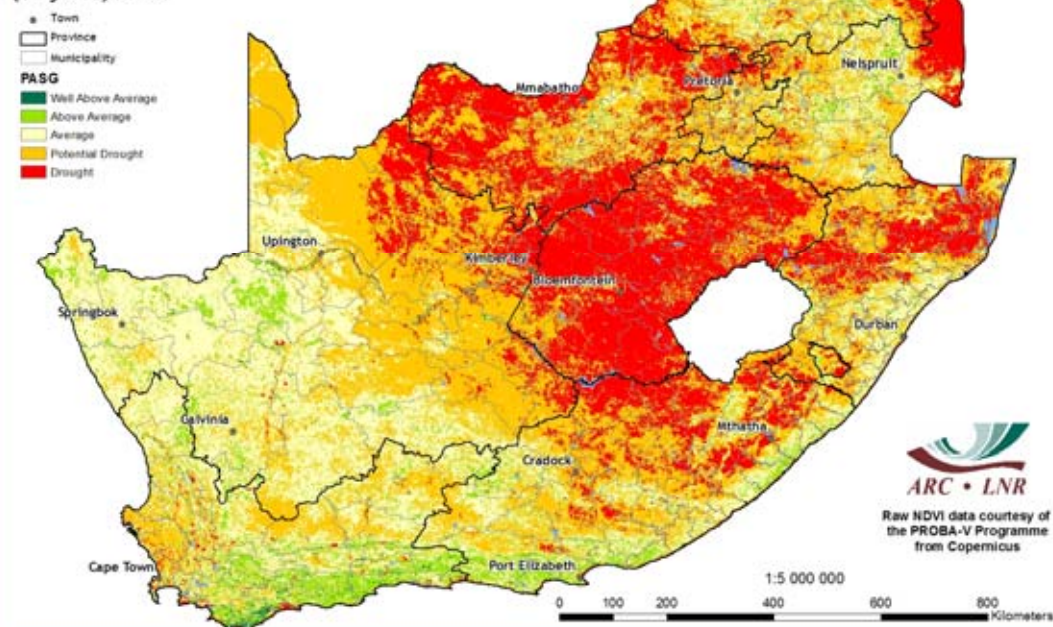 Town
Province
Municipality
PASG
Well Above Average
Above Average
Average
Potential Drought
Drought
Mmabatho
Pretoria
Nelspruit
Upington
Kimberley
Bloemfontein
Springbok
Durban
Calvinia
Mthatha
Cradock
Cape Town
Port Elizabeth
ARC • LNR
Raw NDVI data courtesy of
the PROBA-V Programme
from Copernicus
1:5 000 000
0 100 200 400 600 800
Kilometers